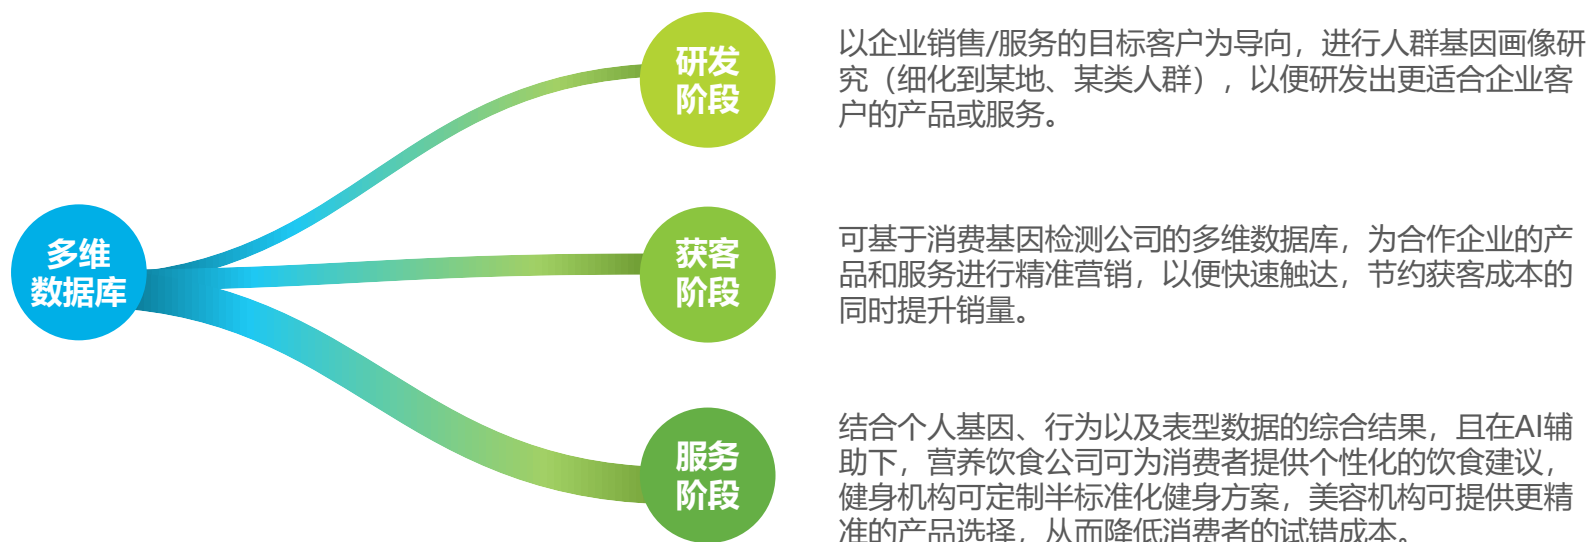 研发
阶段
以企业销售/服务的目标客户为导向，进行人群基因画像研
究（细化到某地、某类人群），以便研发出更适合企业客
户的产品或服务。
多维
数据库
获客
阶段
可基于消费基因检测公司的多维数据库，为合作企业的产
品和服务进行精准营销，以便快速触达，节约获客成本的
同时提升销量。
服务
阶段
结合个人基因、行为以及表型数据的综合结果，且在AI辅
助下，营养饮食公司可为消费者提供个性化的饮食建议，
健身机构可定制半标准化健身方案，美容机构可提供更精
准的产品选择，从而降低消费者的试错成本。